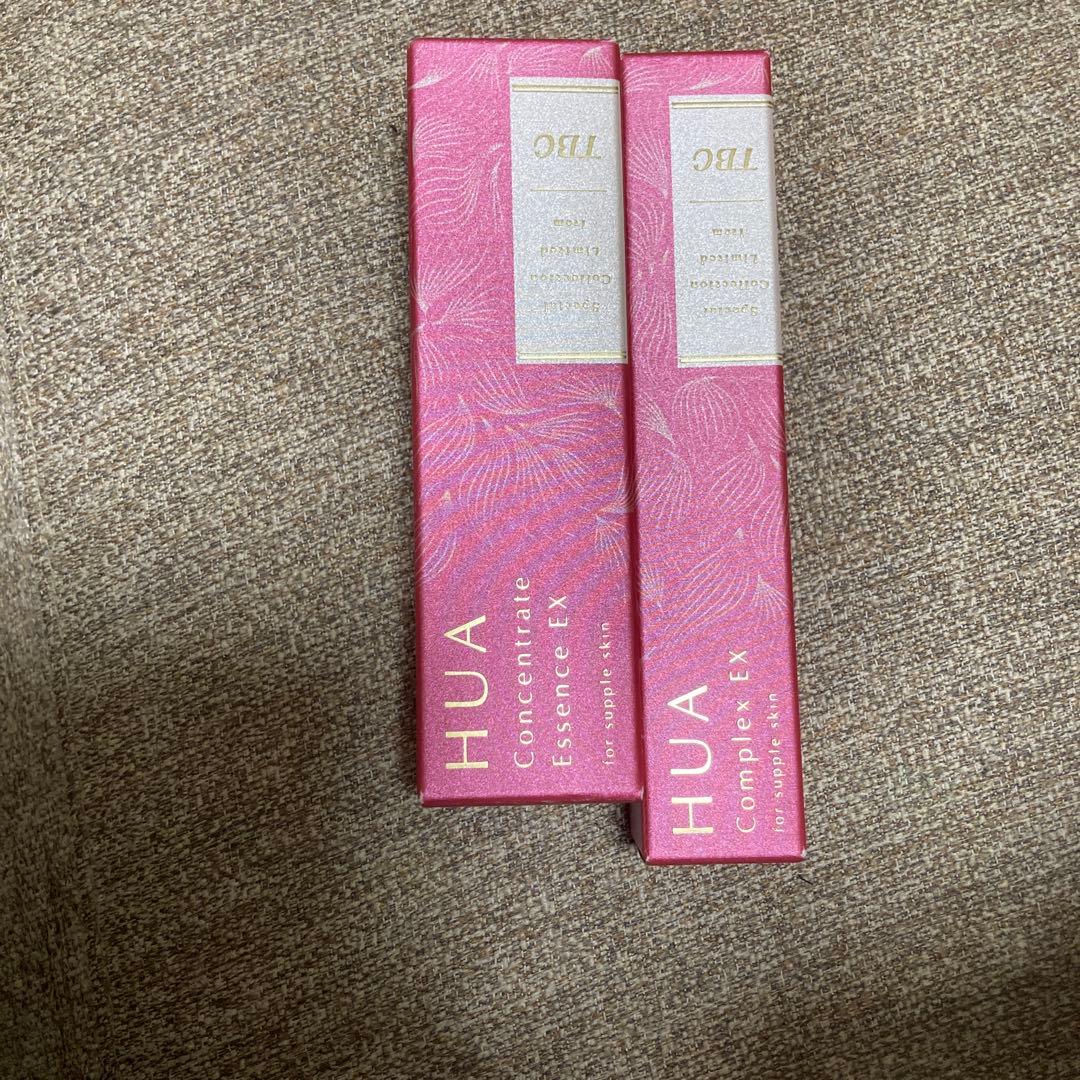 HUA
Concentrate
Essence EX
for supple skin
Special
Collection
Limited
from
TBC
HUA
Complex EX
for supple skin
Special
Collection
Limited
from
TBC